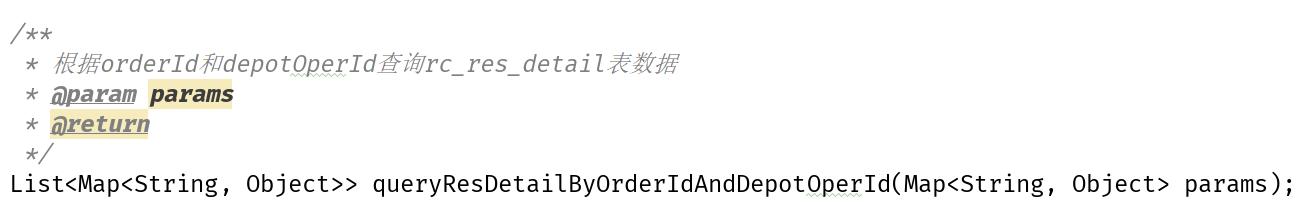 /**
 * 根据orderId和depotOperId查询rc_res_detail表数据
 * @param params
 * @return
 */
List<Map<String, Object>> queryResDetailByOrderIdAndDepotOperId(Map<String, Object> params);